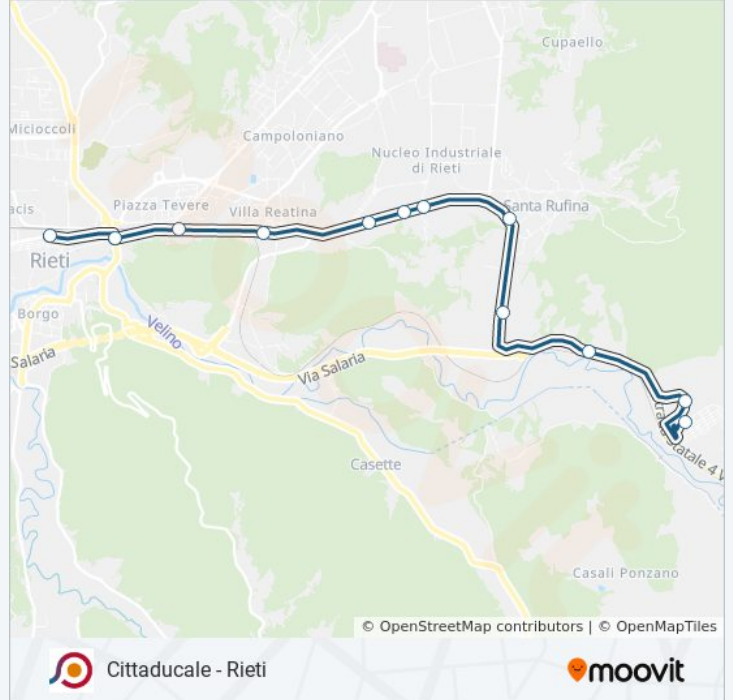 Cupaello
Micioccoli
Campoloniano
Nucleo Industriale
di Rieti
Piazza Tevere
Villa Reatina
Santa Rufina
acis
Rieti
Borgo
Velino
Salaria
Via Salaria
Casette
Casali Ponzano
© OpenStreetMap contributors | © OpenMapTiles
Cittaducale - Rieti
moovit